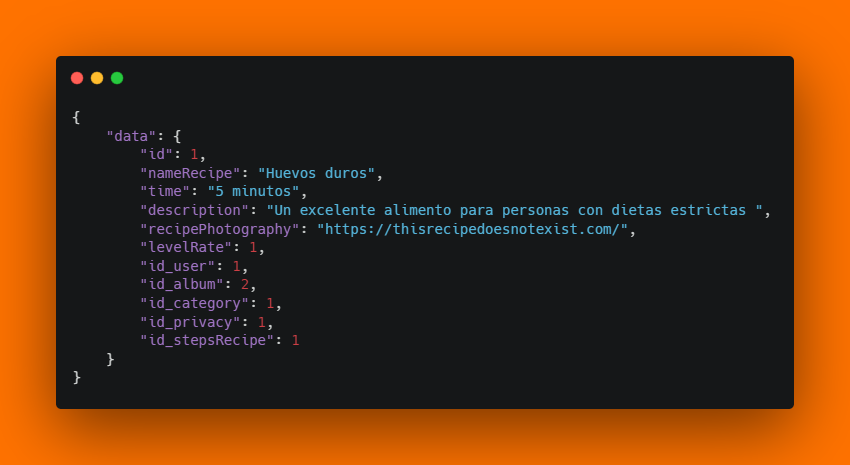 {
    "data": {
        "id": 1,
        "nameRecipe": "Huevos duros",
        "time": "5 minutos",
        "description": "Un excelente alimento para personas con dietas estrictas ",
        "recipePhotography": "https://thisrecipedoesnotexist.com/",
        "levelRate": 1,
        "id_user": 1,
        "id_album": 2,
        "id_category": 1,
        "id_privacy": 1,
        "id_stepsRecipe": 1
    }
}